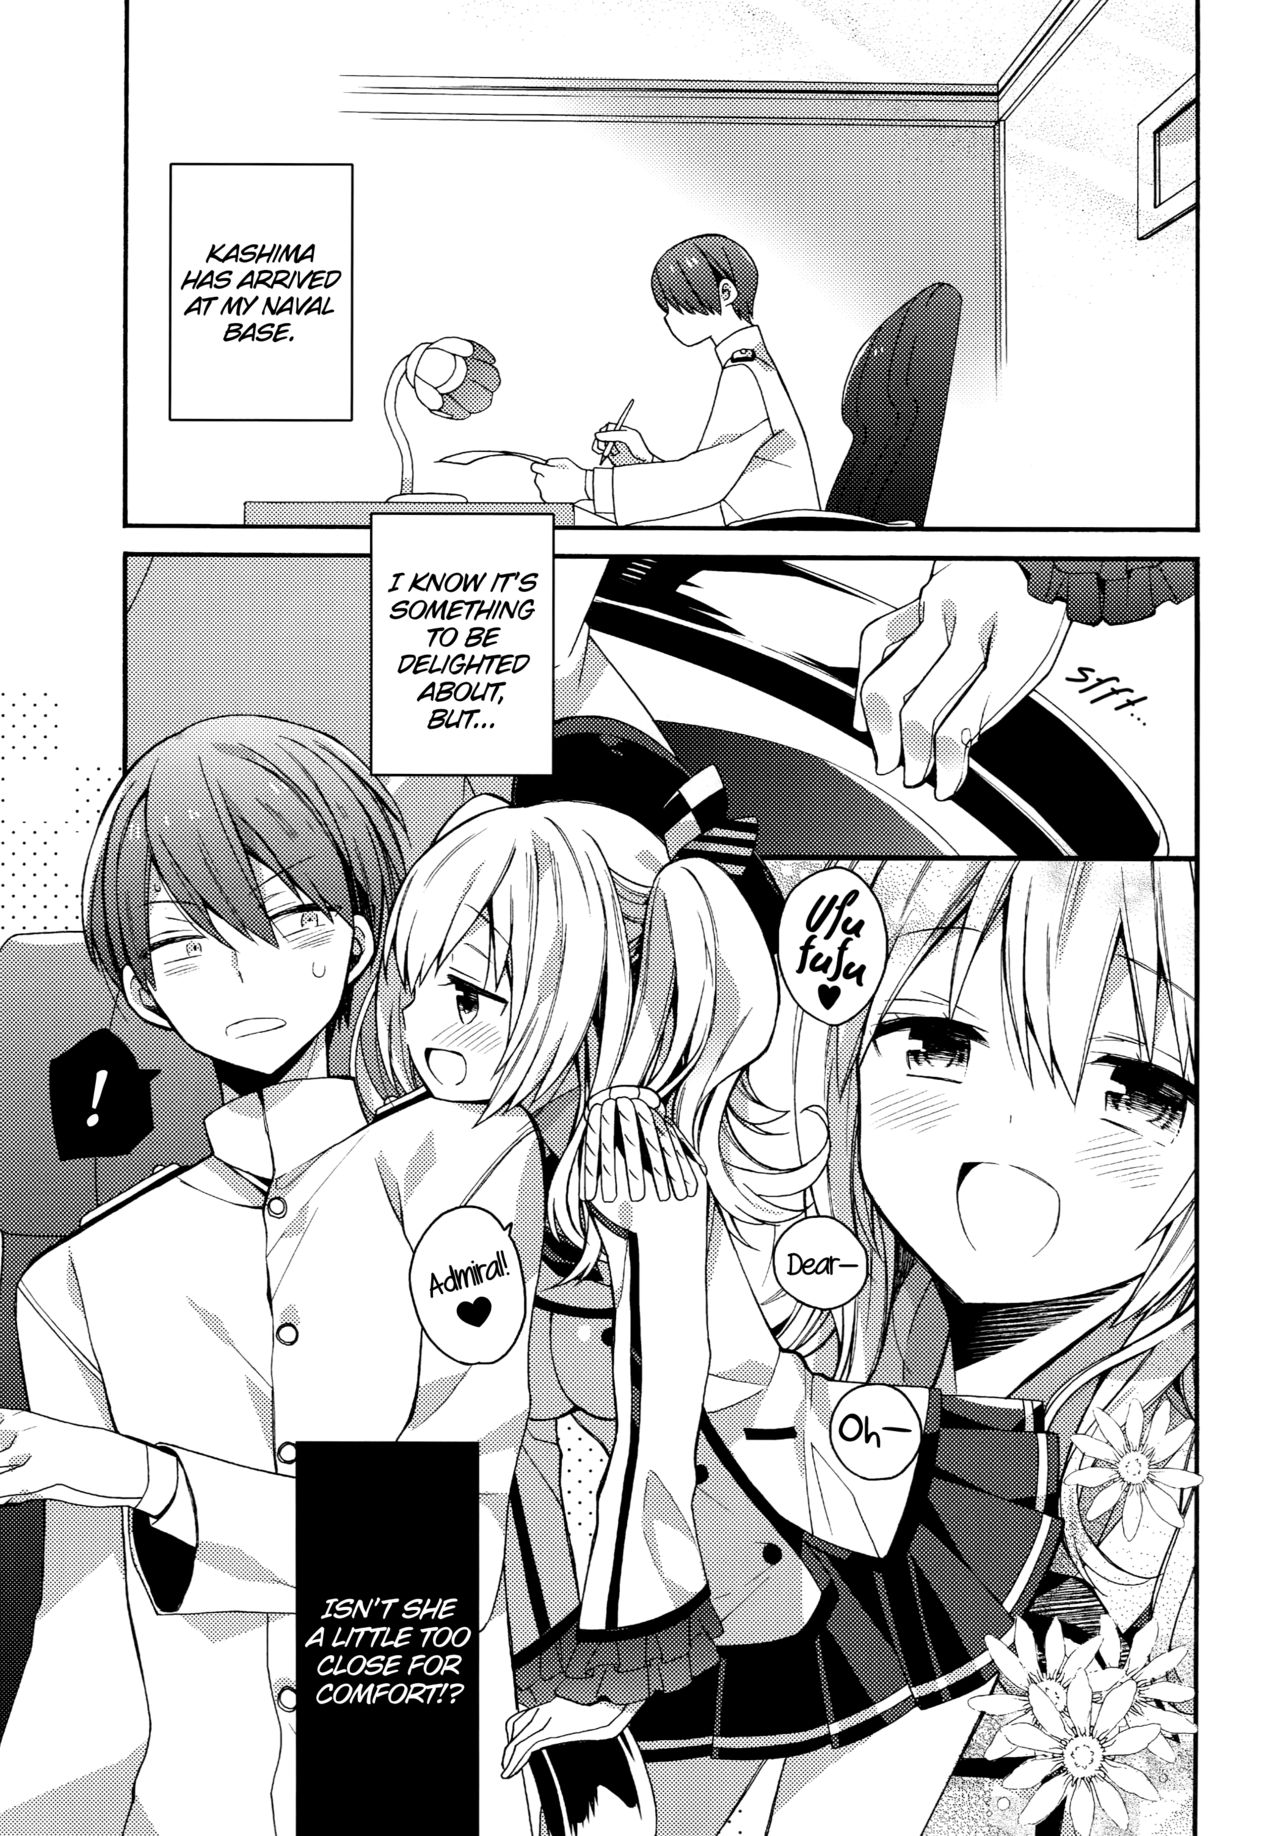 KASHIMA
HAS ARRIVED
AT MY NAVAL
BASE.
I KNOW IT'S
SOMETHING
TO BE
DELIGHTED
ABOUT,
BUT...
sfft...
Ufu
fufu
♥
Oh—
Dear—
!
Admiral!
♥
ISN'T SHE
A LITTLE TOO
CLOSE FOR
COMFORT!?